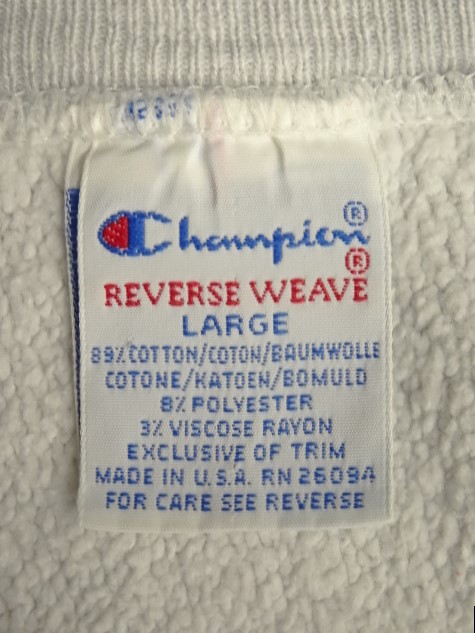 Champion®
REVERSE WEAVE®
LARGE
89% COTTON/COTON/BAUMWOLLE
COTONE/KATOEN/BOMULD
8% POLYESTER
3% VISCOSE RAYON
EXCLUSIVE OF TRIM
MADE IN U.S.A. RN 26094
FOR CARE SEE REVERSE